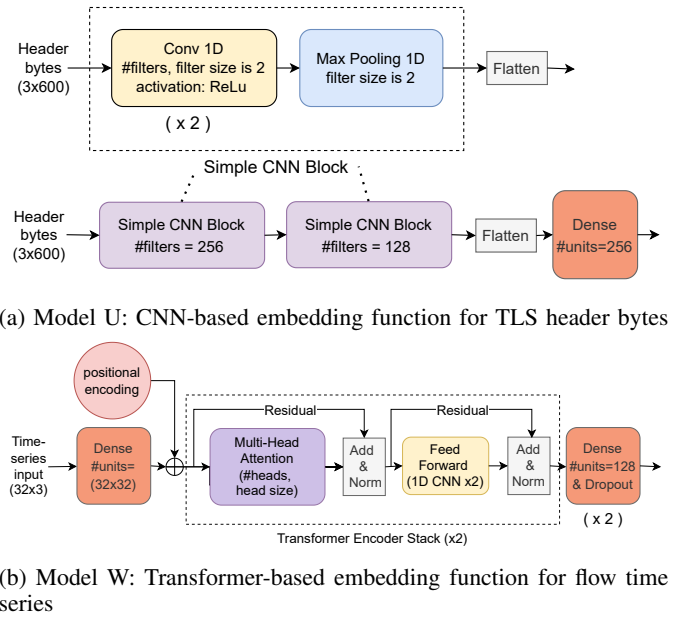 Header
bytes
(3x600)
Conv 1D
#filters, filter size is 2
activation: ReLu
( x 2 )
Max Pooling 1D
filter size is 2
Flatten
Simple CNN Block
Header
bytes
(3x600)
Simple CNN Block
#filters = 256
Simple CNN Block
#filters = 128
Flatten
Dense
#units=256
(a) Model U: CNN-based embedding function for TLS header bytes
positional
encoding
Time-
series
input
(32x3)
Dense
#units=
(32x32)
Residual
Multi-Head
Attention
(#heads,
head size)
Add
&
Norm
Residual
Feed
Forward
(1D CNN x2)
Add
&
Norm
Dense
#units=128
& Dropout
( x 2 )
Transformer Encoder Stack (x2)
(b) Model W: Transformer-based embedding function for flow time
series